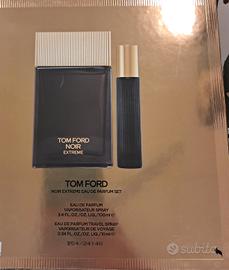 TOM FORD
NOIR
EXTREME
TOM FORD
NOIR EXTREME EAU DE PARFUM SET
EAU DE PARFUM
VAPORISATEUR SPRAY
3.4 FL.OZ./OZ. LIQ./100 ml ℮
EAU DE PARFUM TRAVEL SPRAY
VAPORISATEUR DE VOYAGE
0.34 FL.OZ./OZ. LIQ./10 ml ℮
subito